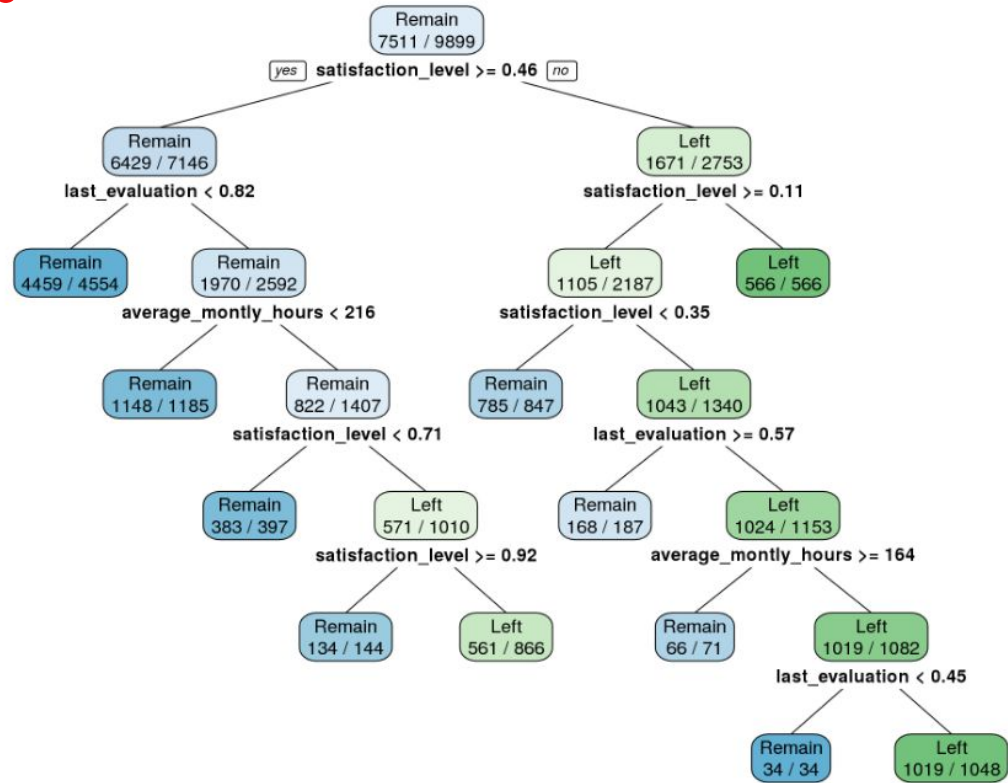 Remain
7511 / 9899
yes satisfaction_level >= 0.46 no
Remain
6429 / 7146
last_evaluation < 0.82
Left
1671 / 2753
satisfaction_level >= 0.11
Remain
4459 / 4554
Remain
1970 / 2592
average_montly_hours < 216
Left
1105 / 2187
satisfaction_level < 0.35
Left
566 / 566
Remain
1148 / 1185
Remain
822 / 1407
satisfaction_level < 0.71
Remain
785 / 847
Left
1043 / 1340
last_evaluation >= 0.57
Remain
383 / 397
Left
571 / 1010
satisfaction_level >= 0.92
Remain
168 / 187
Left
1024 / 1153
average_montly_hours >= 164
Remain
134 / 144
Left
561 / 866
Remain
66 / 71
Left
1019 / 1082
last_evaluation < 0.45
Remain
34 / 34
Left
1019 / 1048